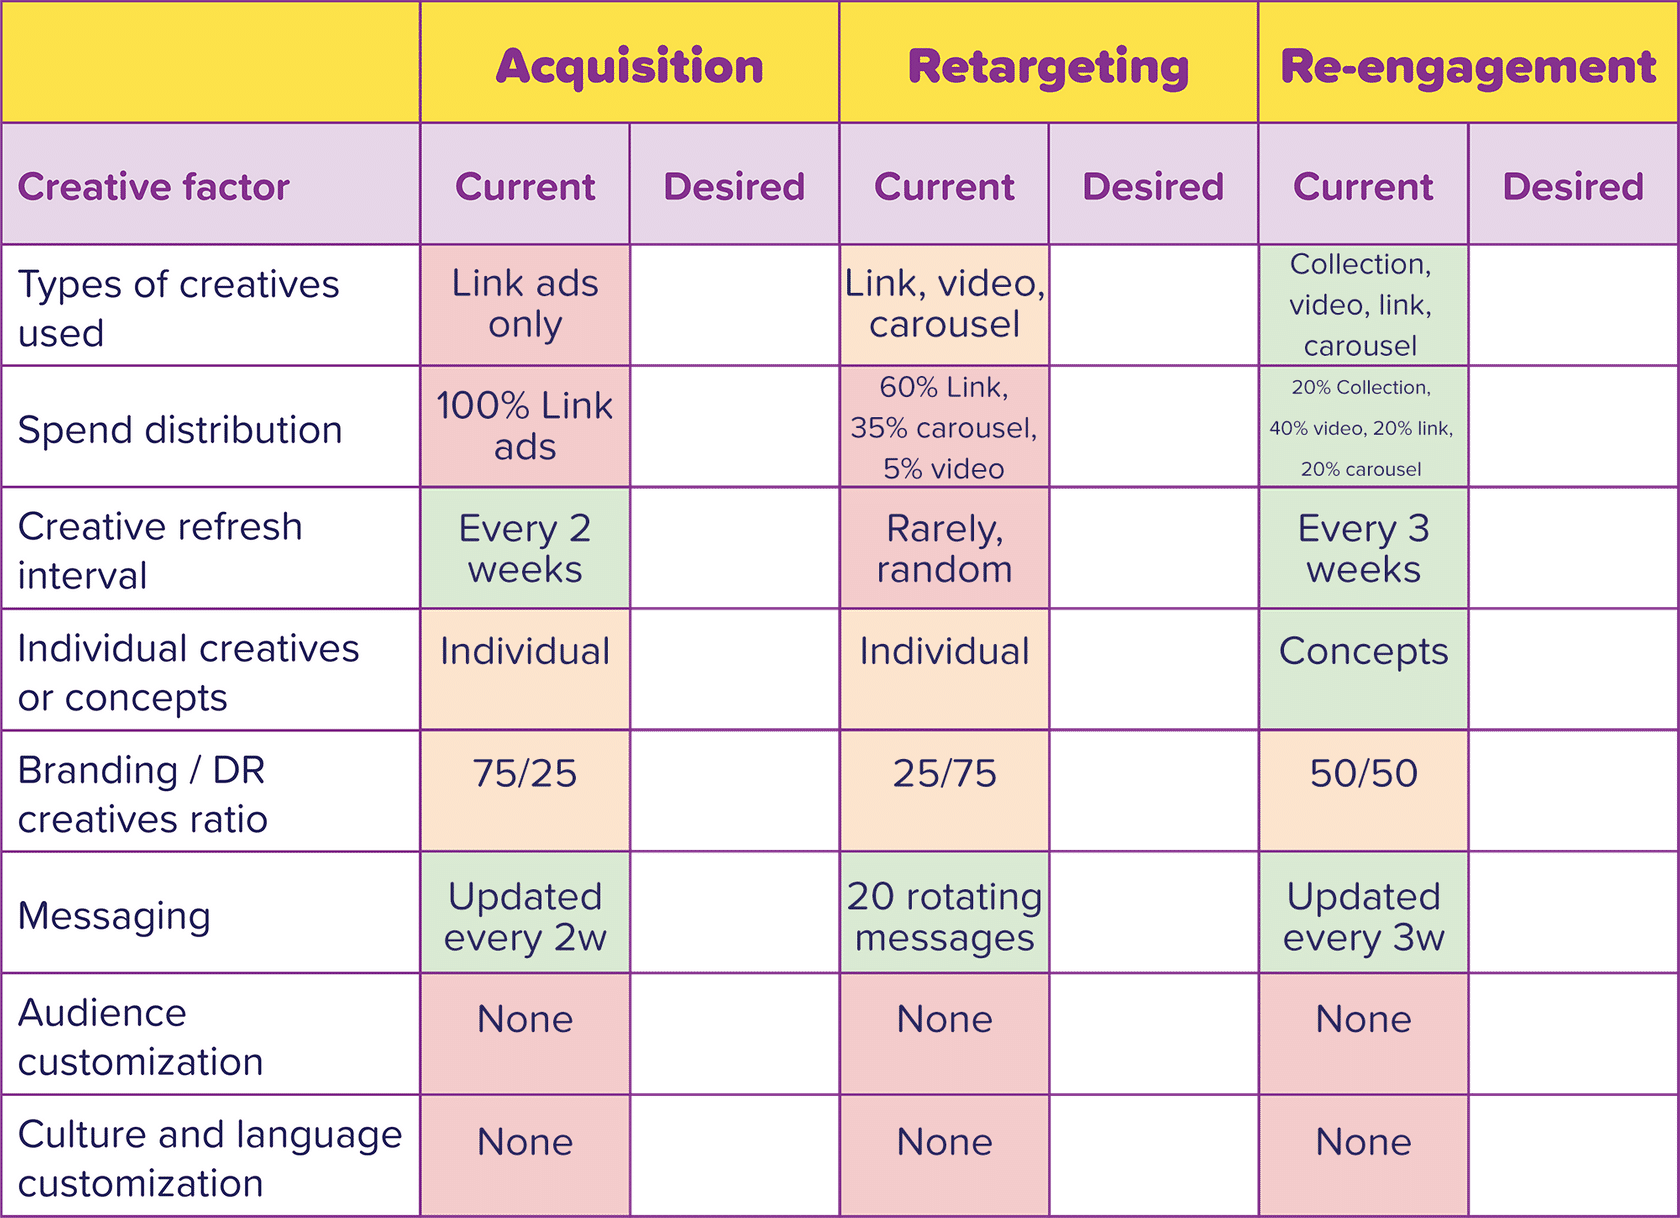 Acquisition Retargeting Re-engagement
Creative factor Current Desired Current Desired Current Desired
Types of creatives
used
Link ads
only
Link, video,
carousel
Collection,
video, link,
carousel
Spend distribution
100% Link
ads
60% Link,
35% carousel,
5% video
20% Collection,
40% video, 20% link,
20% carousel
Creative refresh
interval
Every 2
weeks
Rarely,
random
Every 3
weeks
Individual creatives
or concepts
Individual
Individual
Concepts
Branding / DR
creatives ratio
75/25
25/75
50/50
Messaging
Updated
every 2w
20 rotating
messages
Updated
every 3w
Audience
customization
None
None
None
Culture and language
customization
None
None
None